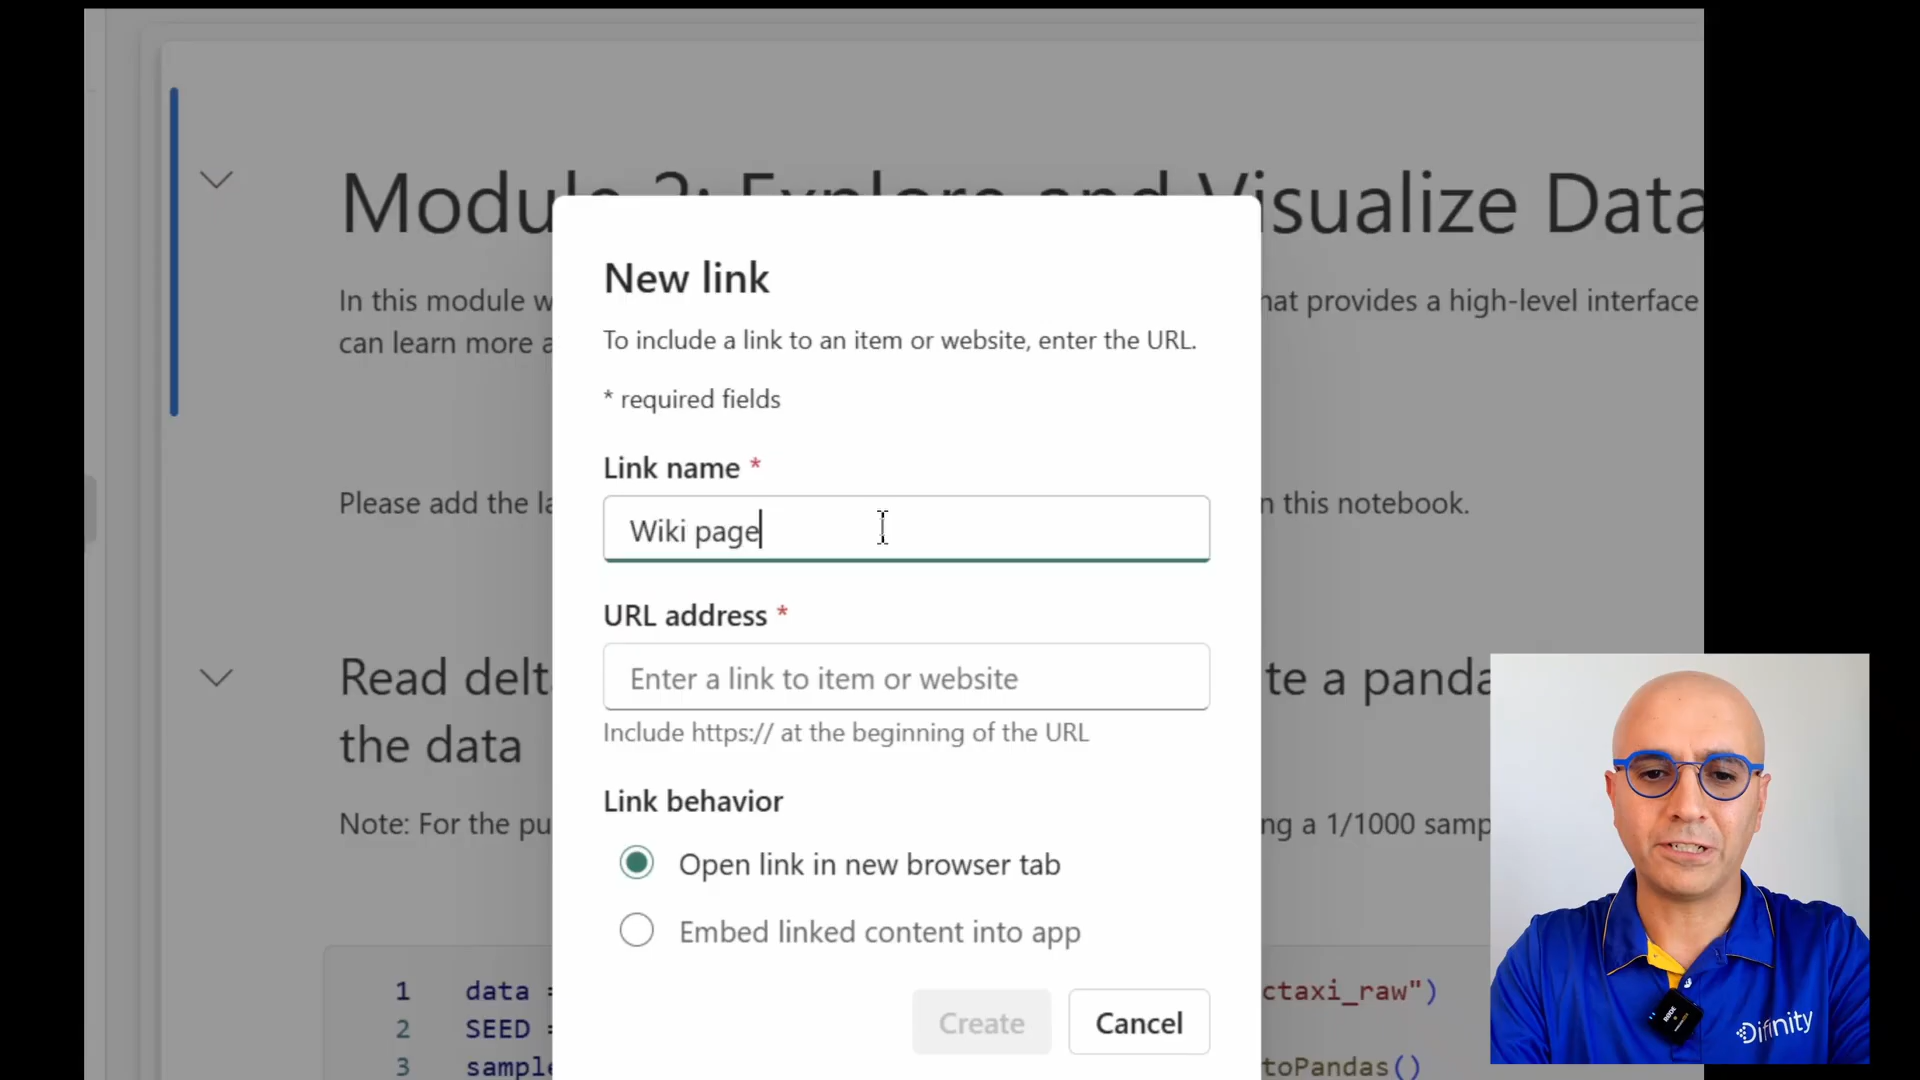 Modu
Visualize Data
New link
In this module w
hat provides a high-level interface
To include a link to an item or website, enter the URL.
can learn more a
* required fields
Link name *
Please add the la
n this notebook.
Wiki page
URL address *
Read delt
te a panda
Enter a link to item or website
Include https:// at the beginning of the URL
the data
Link behavior
Note: For the pu
ng a 1/1000 samp
Open link in new browser tab
Embed linked content into app
1 data =
ctaxi_raw")
2 SEED =
Create
Cancel
3 sample
toPandas()
Difinity